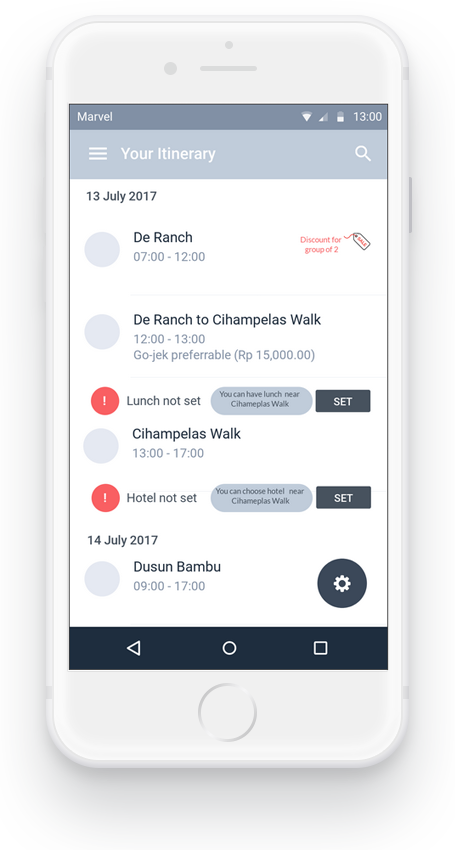 Marvel 13:00
Your Itinerary
13 July 2017
De Ranch
07:00 - 12:00
Discount for
group of 2
SALE
De Ranch to Cihampelas Walk
12:00 - 13:00
Go-jek preferrable (Rp 15,000.00)
! Lunch not set
You can have lunch near
Cihameplas Walk
SET
Cihampelas Walk
13:00 - 17:00
! Hotel not set
You can choose hotel near
Cihameplas Walk
SET
14 July 2017
Dusun Bambu
09:00 - 17:00